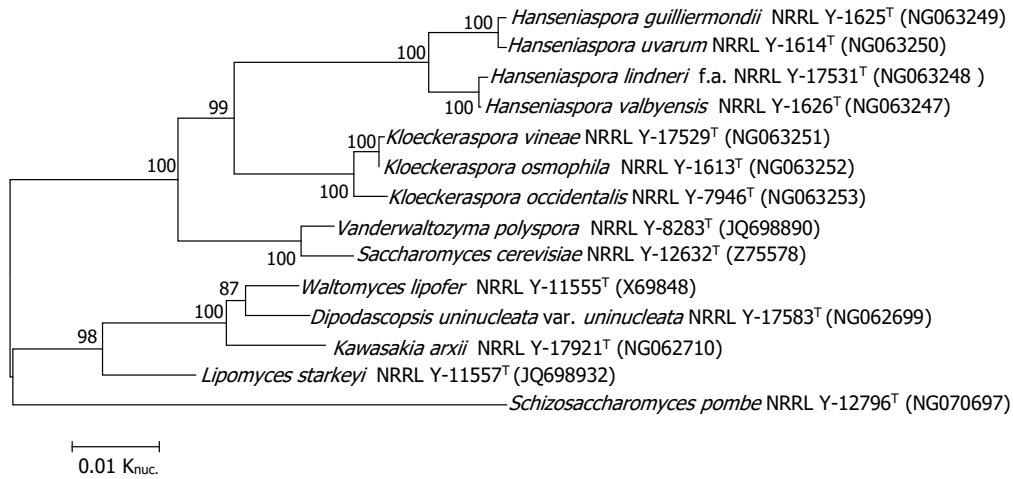 100 Hanseniaspora guilliermondii NRRL Y-1625ᵀ (NG063249)
Hanseniaspora uvarum NRRL Y-1614ᵀ (NG063250)
100
Hanseniaspora lindneri f.a. NRRL Y-17531ᵀ (NG063248 )
100 Hanseniaspora valbyensis NRRL Y-1626ᵀ (NG063247)
99
100 Kloeckeraspora vineae NRRL Y-17529ᵀ (NG063251)
Kloeckeraspora osmophila NRRL Y-1613ᵀ (NG063252)
100
100 Kloeckeraspora occidentalis NRRL Y-7946ᵀ (NG063253)
Vanderwaltozyma polyspora NRRL Y-8283ᵀ (JQ698890)
100 Saccharomyces cerevisiae NRRL Y-12632ᵀ (Z75578)
87 Waltomyces lipofer NRRL Y-11555ᵀ (X69848)
100 Dipodascopsis uninucleata var. uninucleata NRRL Y-17583ᵀ (NG062699)
98 Kawasakia arxii NRRL Y-17921ᵀ (NG062710)
Lipomyces starkeyi NRRL Y-11557ᵀ (JQ698932)
Schizosaccharomyces pombe NRRL Y-12796ᵀ (NG070697)
0.01 Knuc.